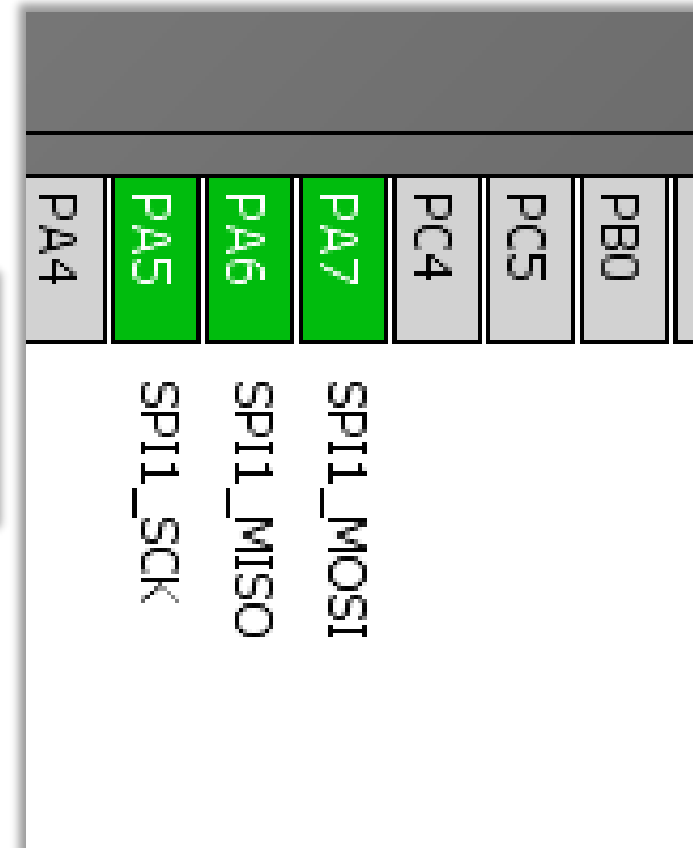 PA4
PA5
PA6
PA7
PC4
PC5
PB0
SPI1_SCK
SPI1_MISO
SPI1_MOSI